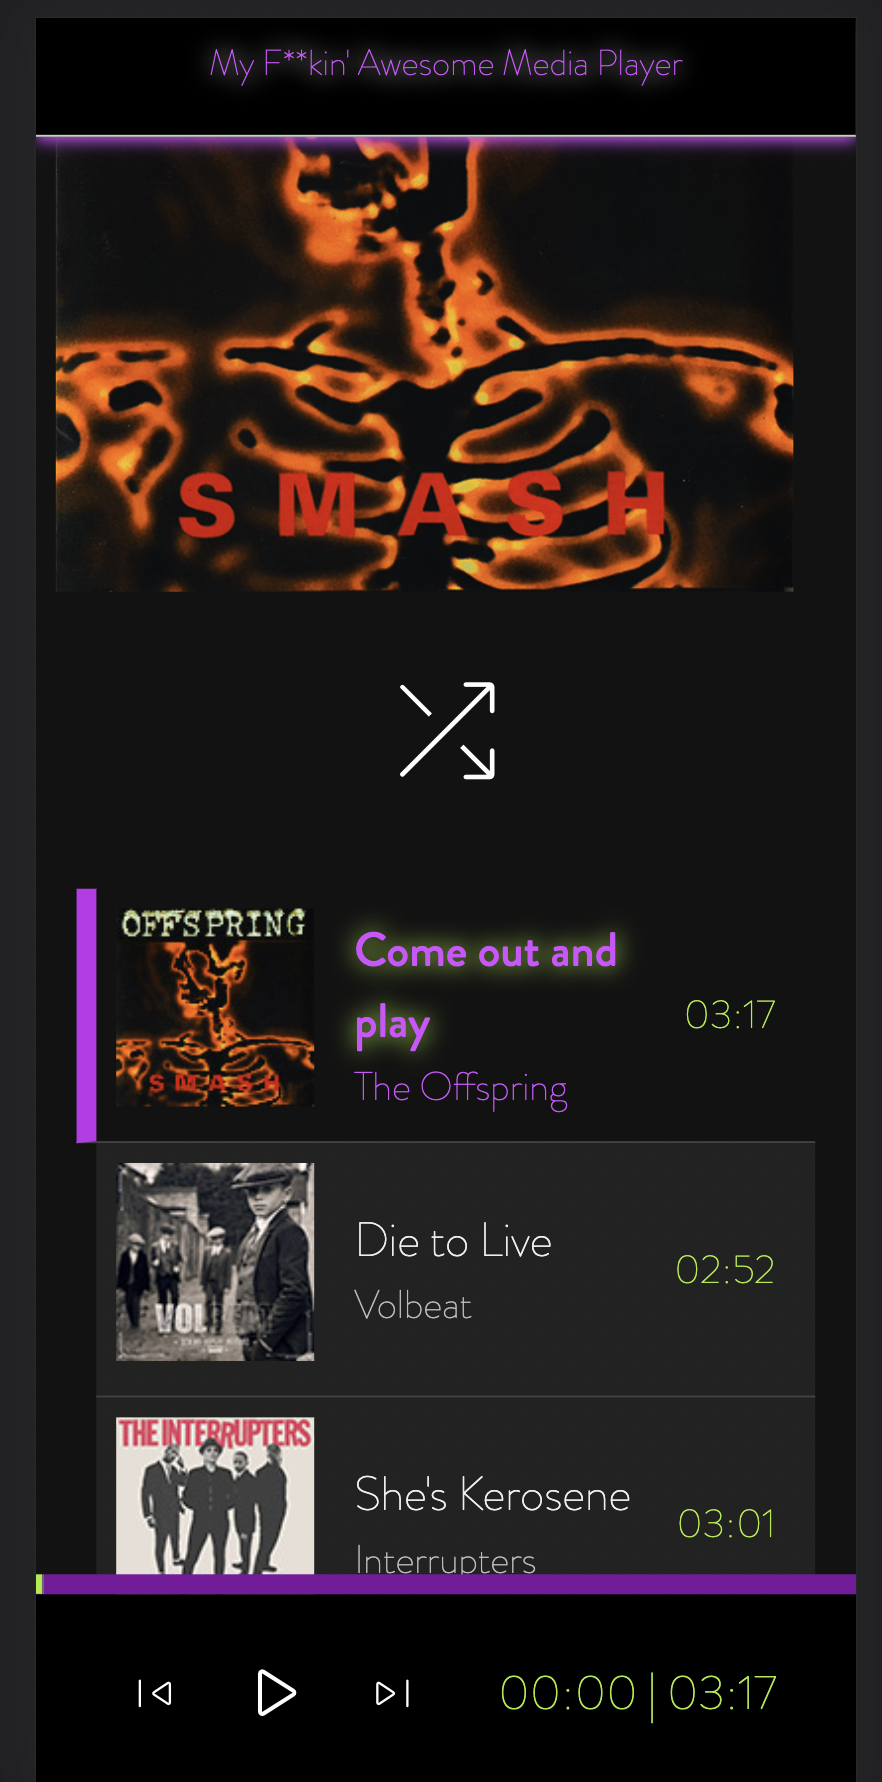 My F**kin' Awesome Media Player
SMASH
OFFSPRING
SMASH
Come out and
play
03:17
The Offspring
VOL
Die to Live
02:52
Volbeat
THE INTERRUPTERS
She's Kerosene
03:01
Interrupters
00:00 | 03:17